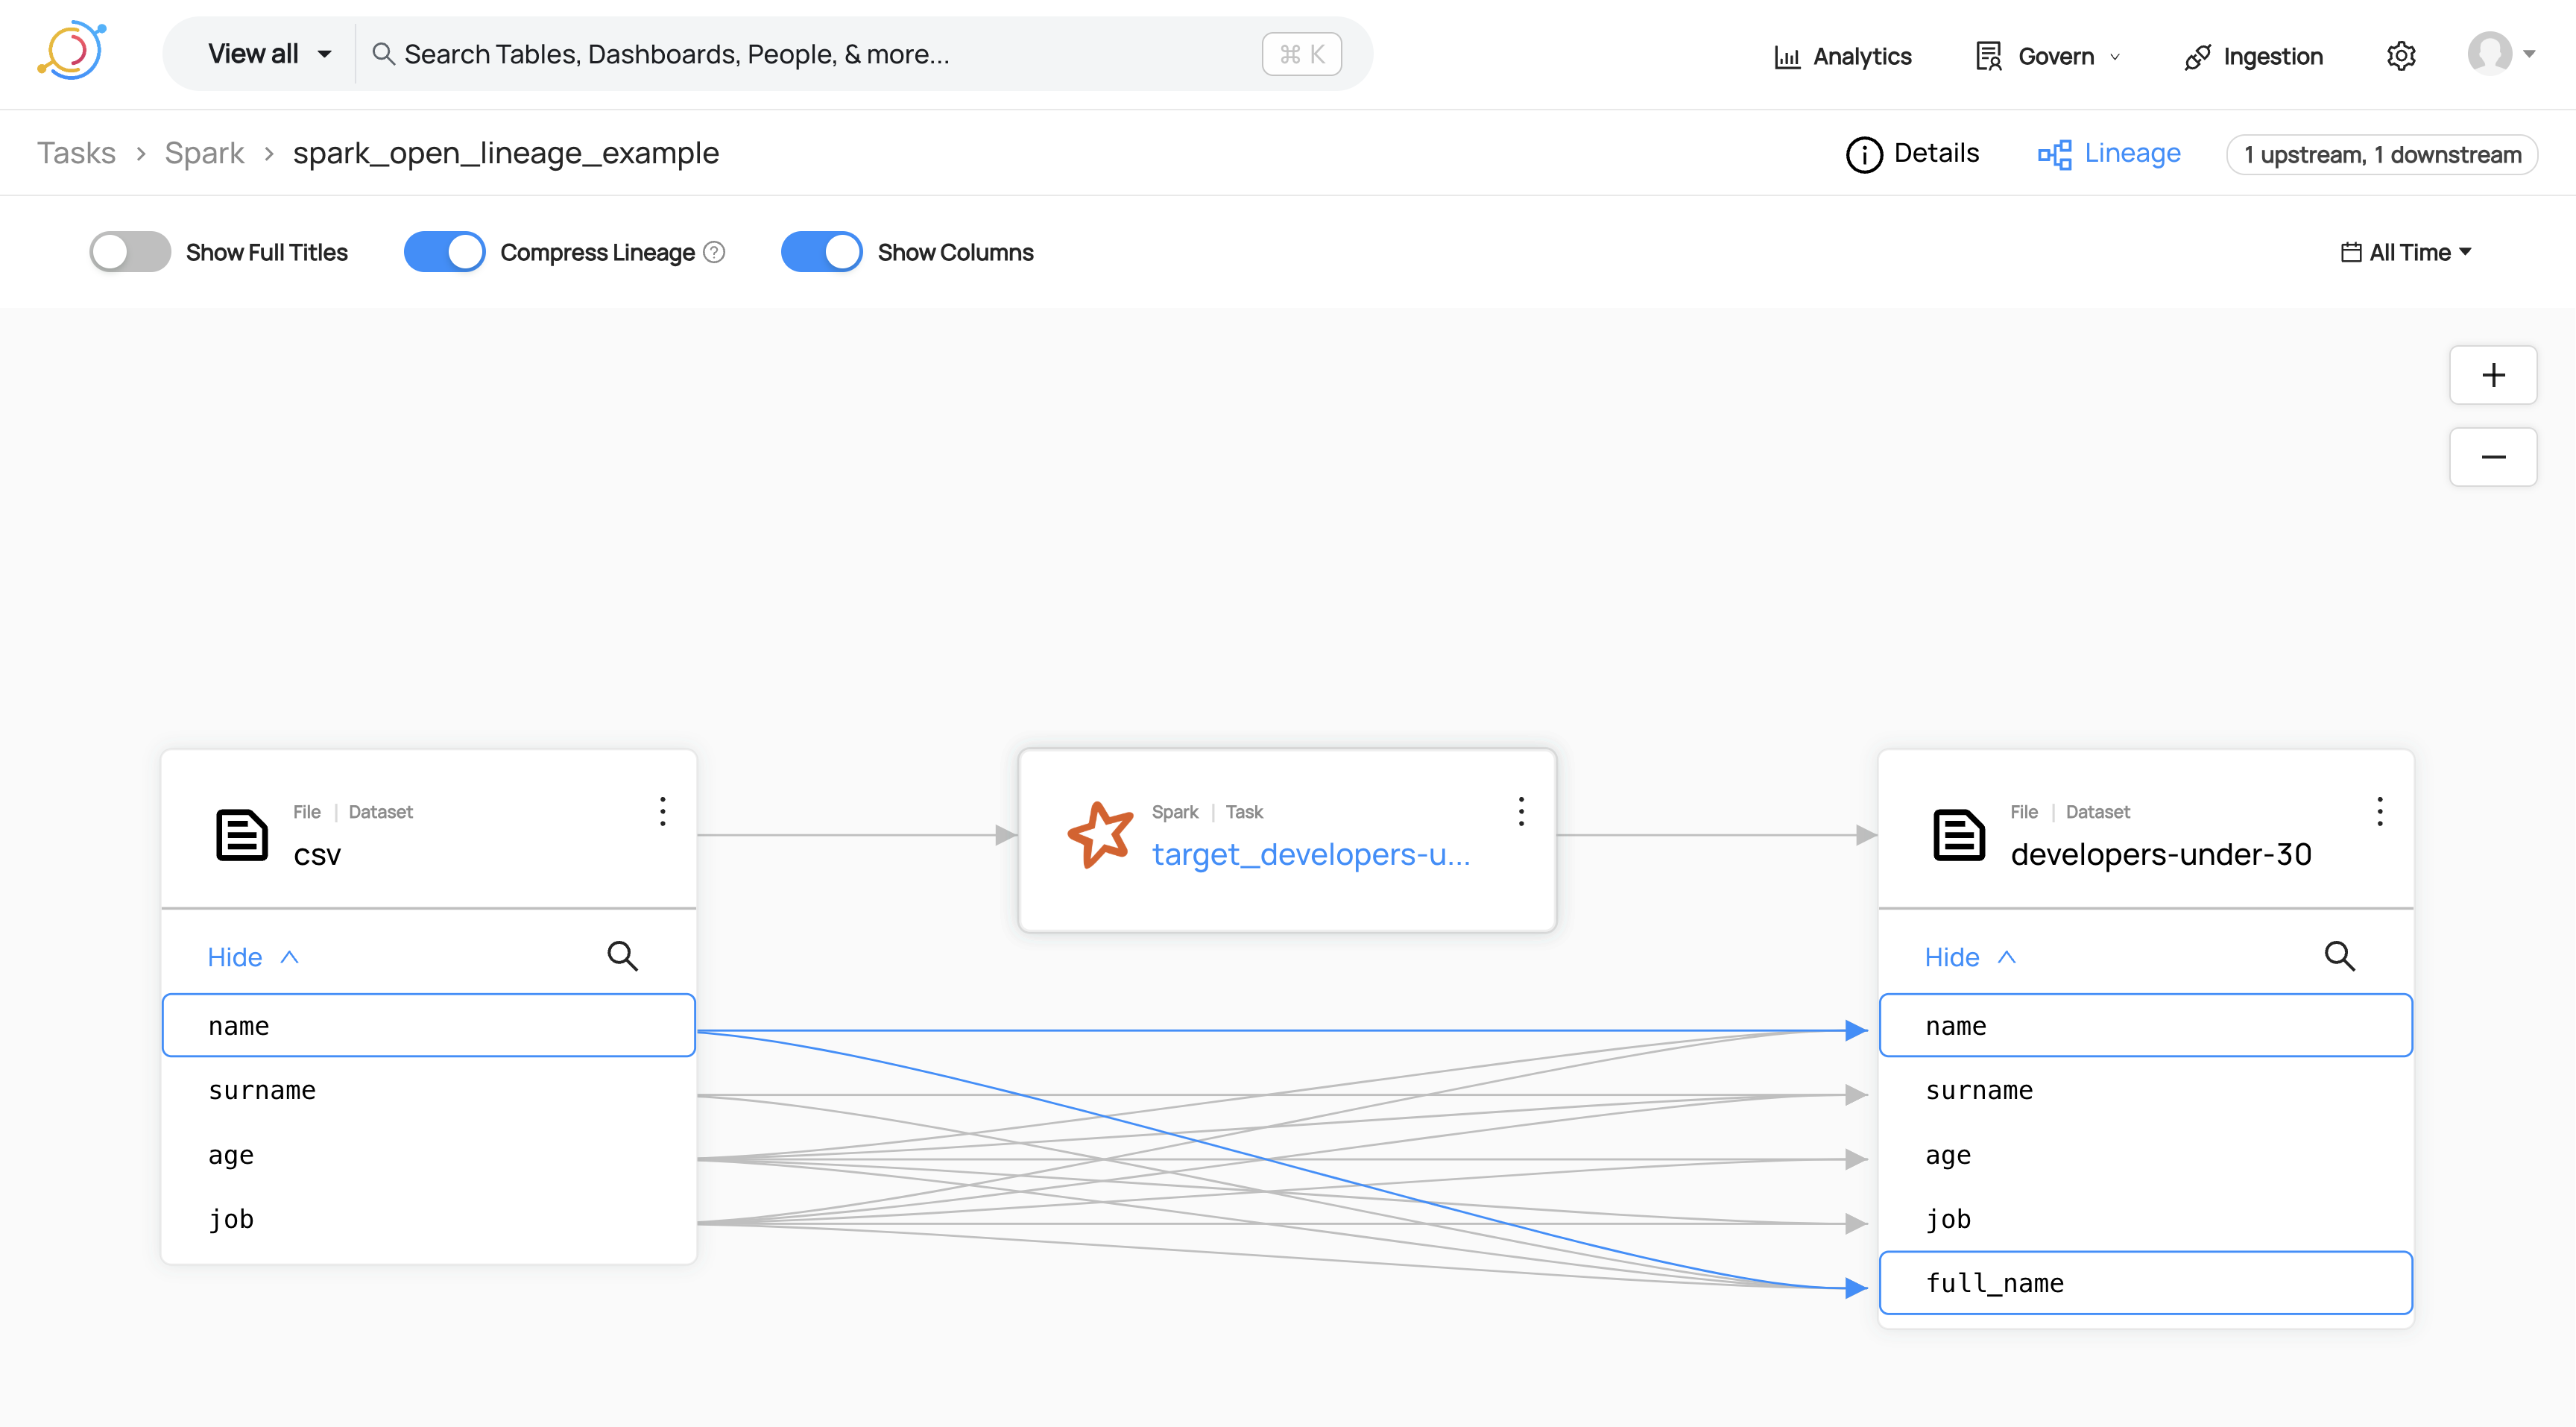 View all
Search Tables, Dashboards, People, & more...
⌘ K
Analytics
Govern
Ingestion
Tasks > Spark > spark_open_lineage_example
Details
Lineage
1 upstream, 1 downstream
Show Full Titles
Compress Lineage
Show Columns
All Time
File | Dataset
csv
Hide
name
surname
age
job
Spark | Task
target_developers-u...
File | Dataset
developers-under-30
Hide
name
surname
age
job
full_name